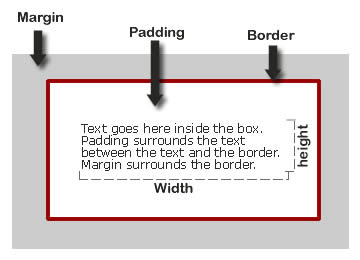 Margin
Padding
Border
Text goes here inside the box.
Padding surrounds the text
between the text and the border.
Margin surrounds the border.
height
Width